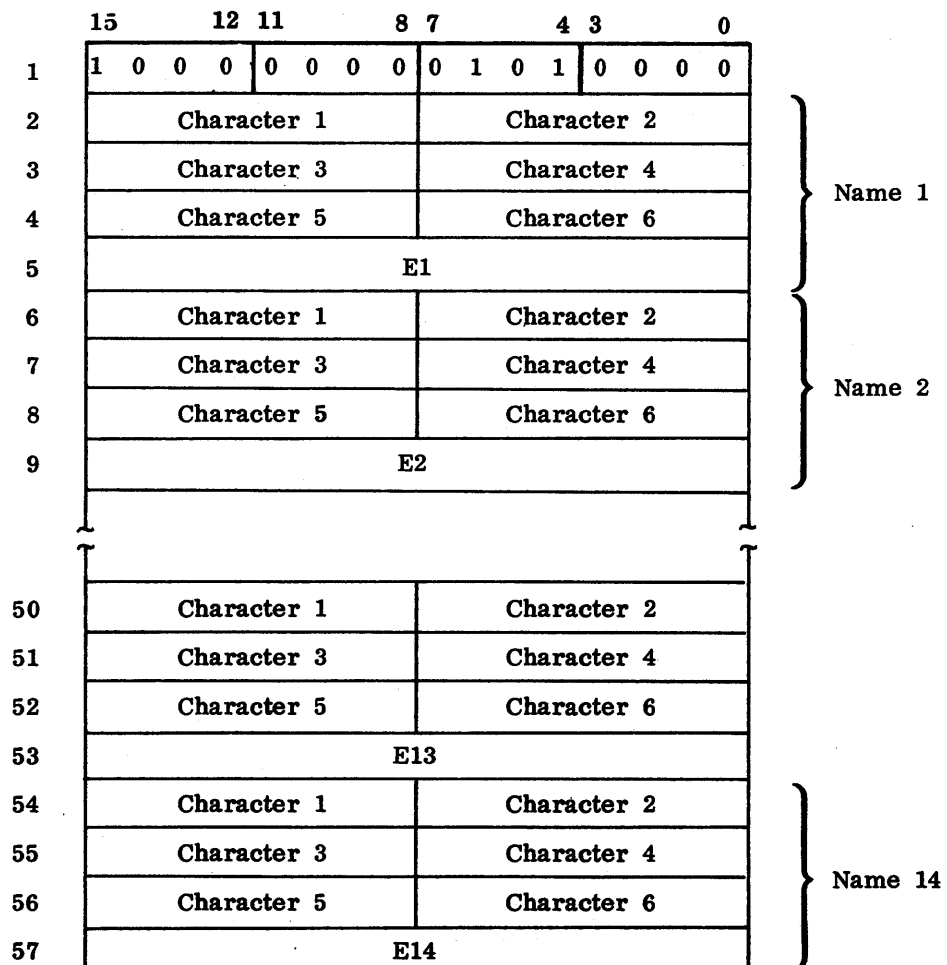 15 12 11 8 7 4 3 0
1 1 0 0 0 0 0 0 0 0 1 0 1 0 0 0 0
2 Character 1 Character 2
3 Character 3 Character 4
Name 1
4 Character 5 Character 6
5 E1
6 Character 1 Character 2
7 Character 3 Character 4
Name 2
8 Character 5 Character 6
9 E2
50 Character 1 Character 2
51 Character 3 Character 4
52 Character 5 Character 6
53 E13
54 Character 1 Character 2
55 Character 3 Character 4
Name 14
56 Character 5 Character 6
57 E14